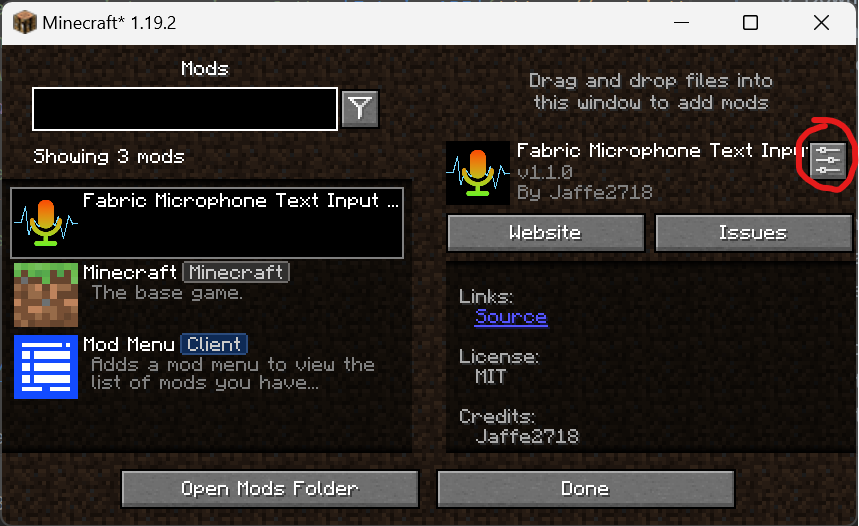 Minecraft* 1.19.2
Mods
Showing 3 mods
Fabric Microphone Text Input ...
Minecraft Minecraft
The base game.
Mod Menu Client
Adds a mod menu to view the
list of mods you have...
Drag and drop files into
this window to add mods
Fabric Microphone Text Input
v1.1.0
By Jaffe2718
Website
Issues
Links:
Source
License:
MIT
Credits:
Jaffe2718
Open Mods Folder
Done